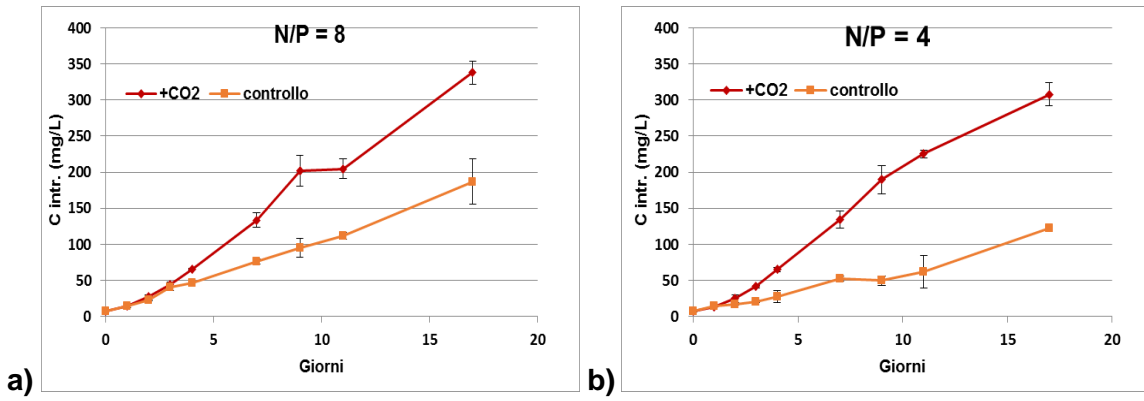 N/P = 8
+CO2 controllo
C intr. (mg/L)
400
350
300
250
200
150
100
50
0
0 5 10 15 20
Giorni
a)
N/P = 4
+CO2 controllo
C intr. (mg/L)
400
350
300
250
200
150
100
50
0
0 5 10 15 20
Giorni
b)